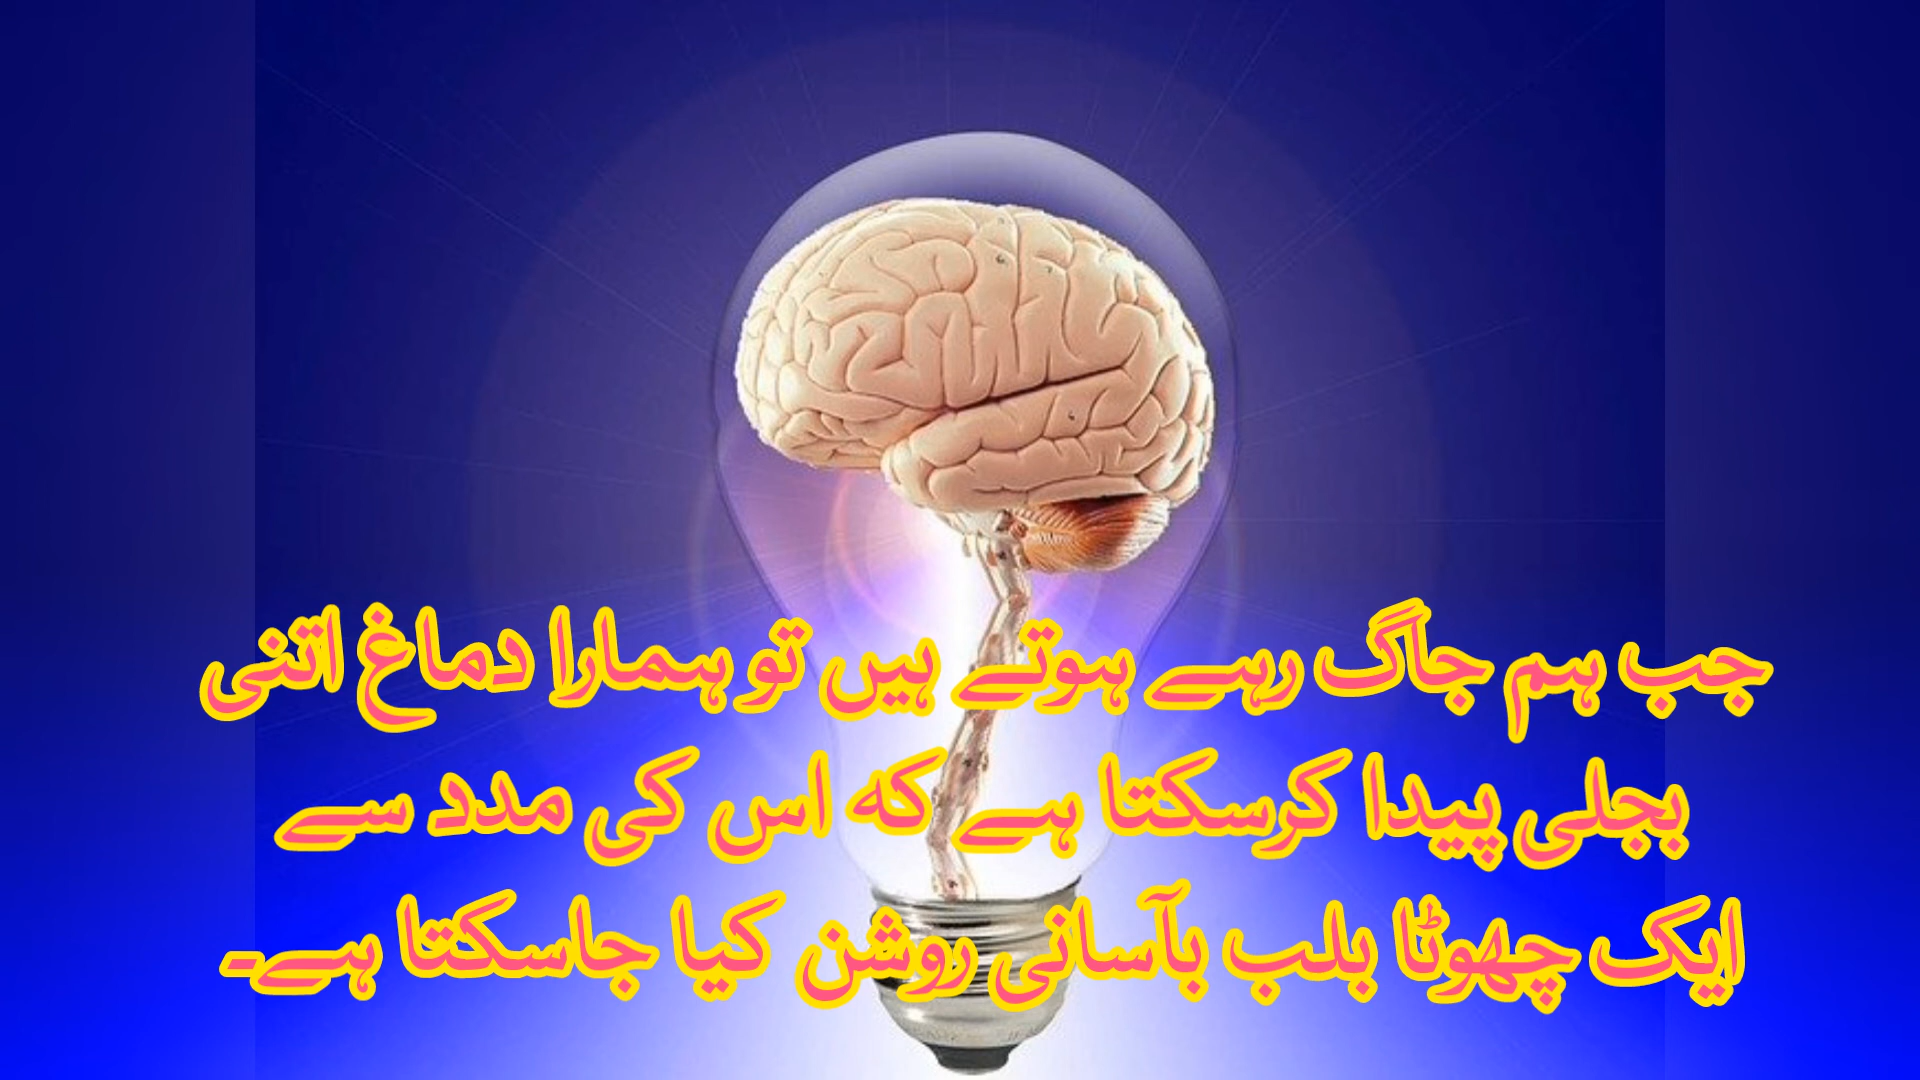 جب ہم جاگ رہے ہوتے ہیں تو ہمارا دماغ اتنی
بجلی پیدا کرسکتا ہے که اس کی مدد سے
ایک چھوٹا بلب بآسانی روشن کیا جاسکتا ہے۔